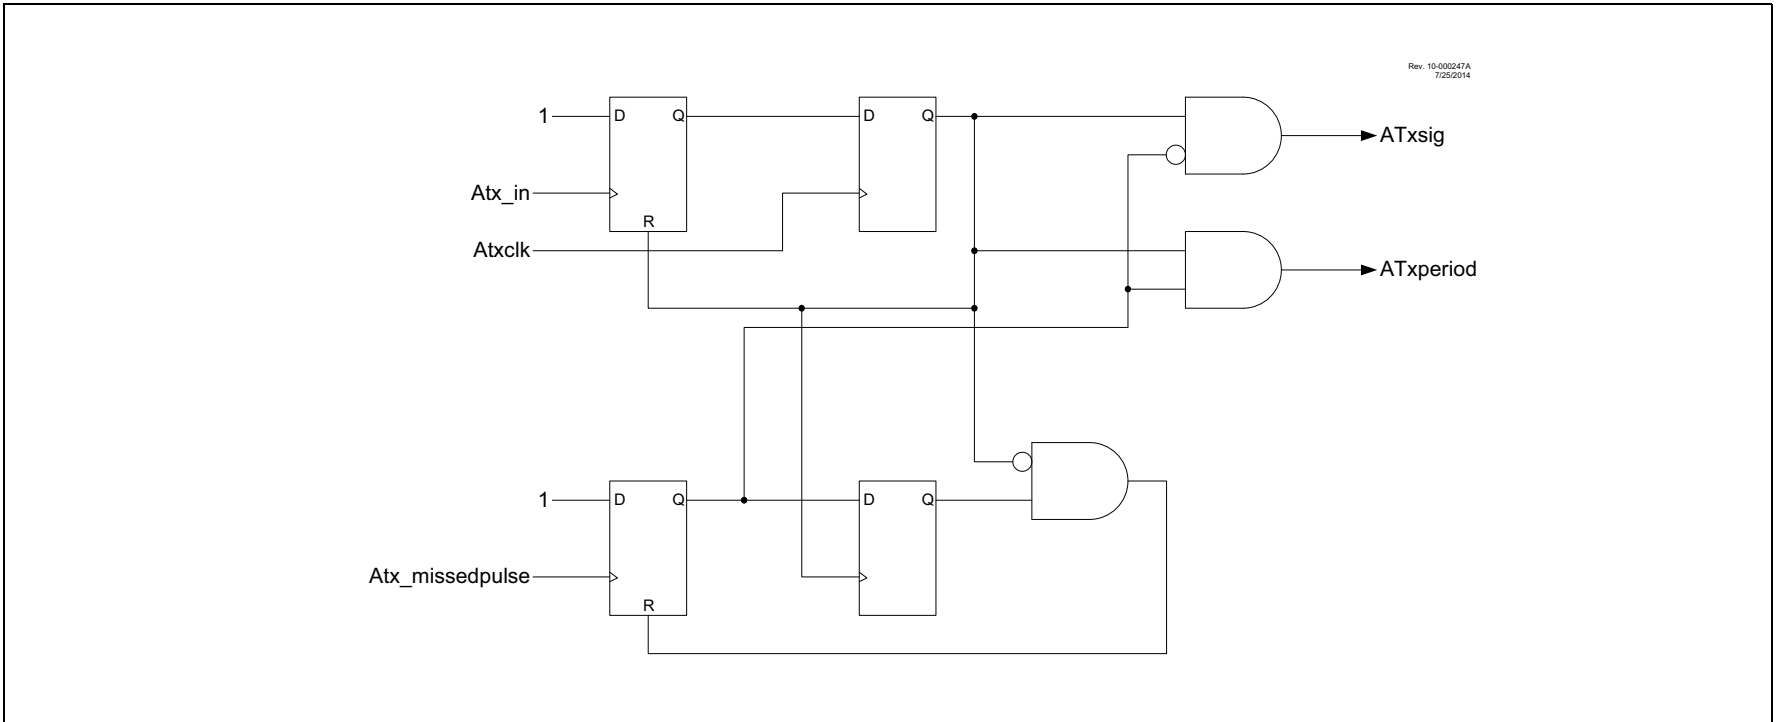 Rev. 10-000247A
7/25/2014
1
D
Q
D
Q
ATxsig
Atx_in
R
Atxclk
ATxperiod
1
D
Q
D
Q
Atx_missedpulse
R